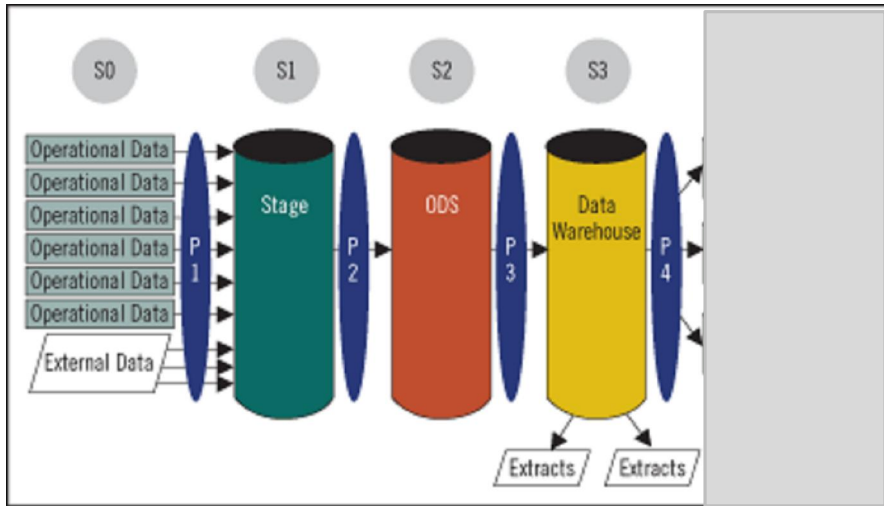 S0
S1
S2
S3
Operational Data
Operational Data
Operational Data
Operational Data
Operational Data
Operational Data
External Data
P
1
Stage
P
2
ODS
P
3
Data
Warehouse
P
4
Extracts
Extracts